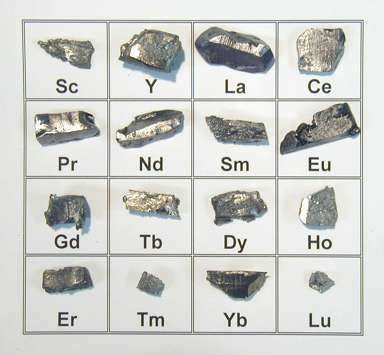 Sc Y La Ce
Pr Nd Sm Eu
Gd Tb Dy Ho
Er Tm Yb Lu